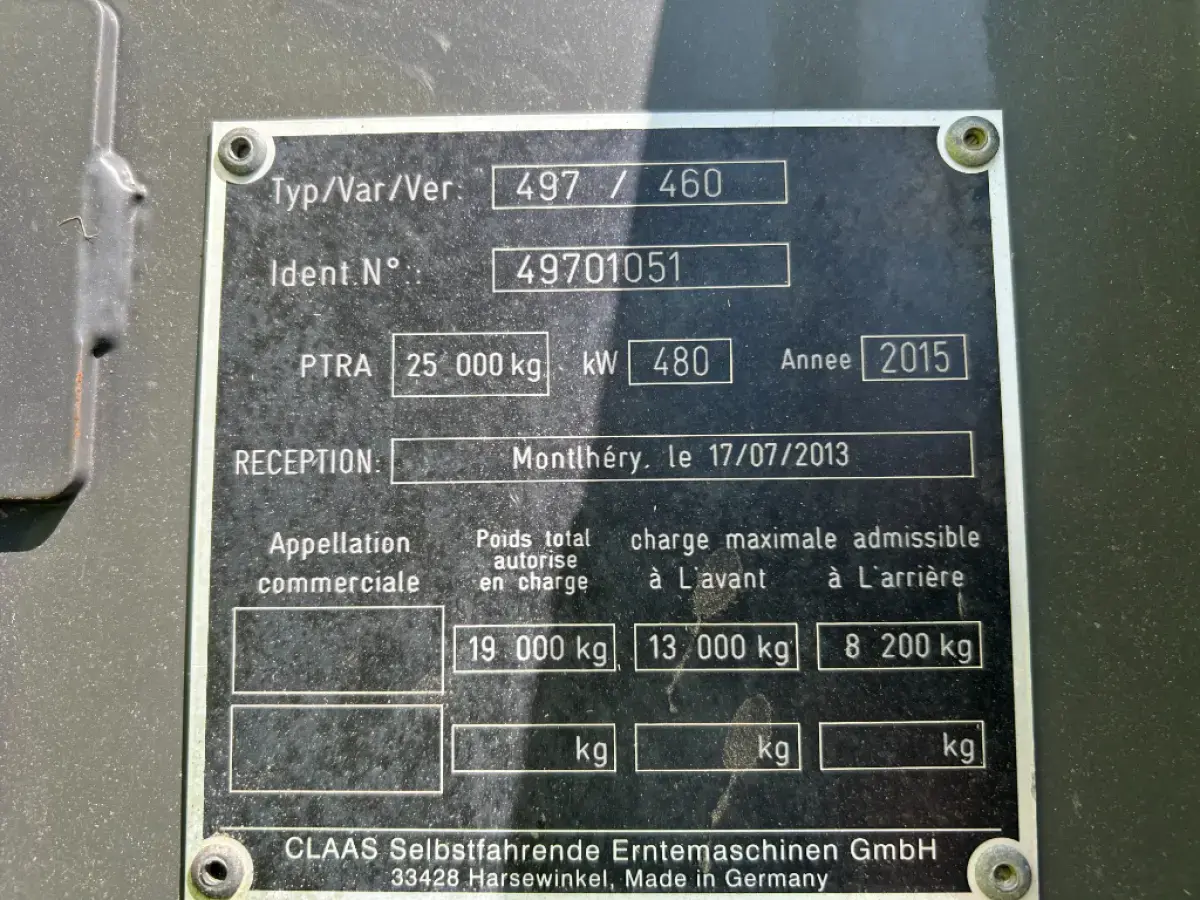 Typ/Var/Ver: 497 / 460
Ident.N°.: 49701051
PTRA 25 000 kg kW 480 Annee 2015
RECEPTION: Montlhéry, le 17/07/2013
Appellation commerciale
Poids total autorise en charge
charge maximale admissible
à L'avant à L'arrière
19 000 kg 13 000 kg 8 200 kg
kg kg kg
CLAAS Selbstfahrende Erntemaschinen GmbH
33428 Harsewinkel, Made in Germany